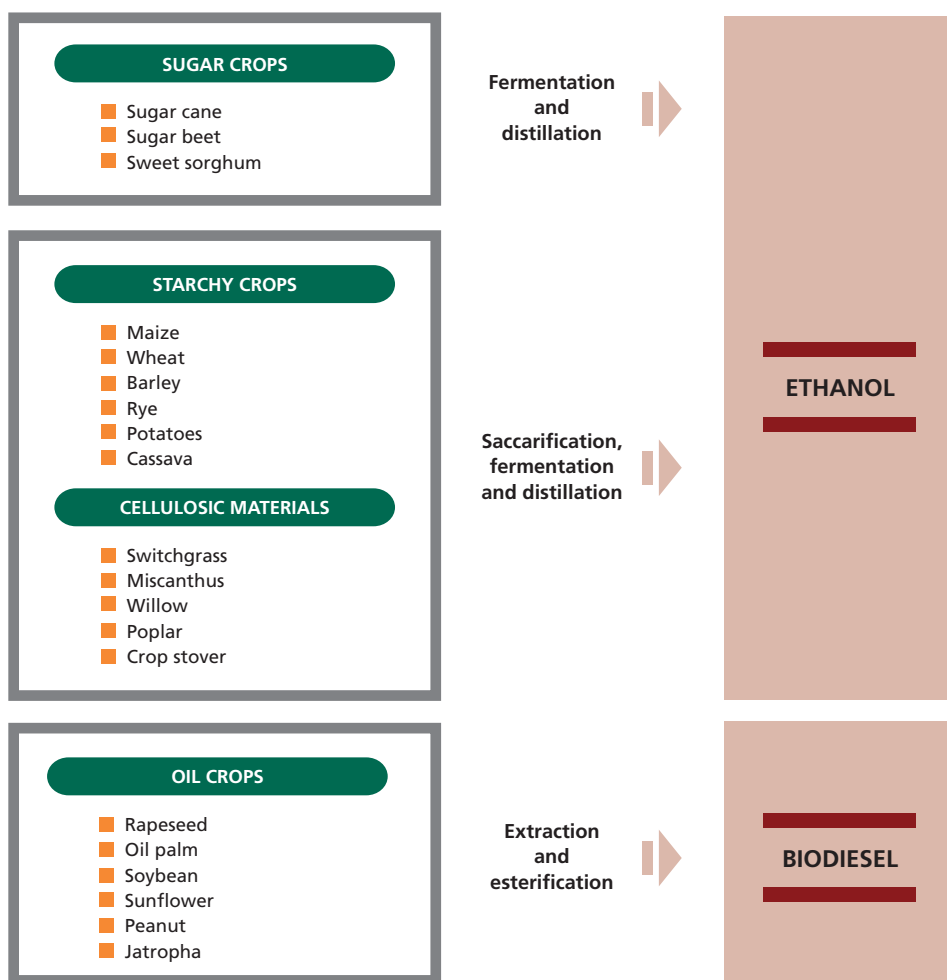 SUGAR CROPS
Sugar cane
Sugar beet
Sweet sorghum
Fermentation
and
distillation
STARCHY CROPS
Maize
Wheat
Barley
Rye
Potatoes
Cassava
CELLULOSIC MATERIALS
Switchgrass
Miscanthus
Willow
Poplar
Crop stover
Saccarification,
fermentation
and distillation
ETHANOL
OIL CROPS
Rapeseed
Oil palm
Soybean
Sunflower
Peanut
Jatropha
Extraction
and
esterification
BIODIESEL